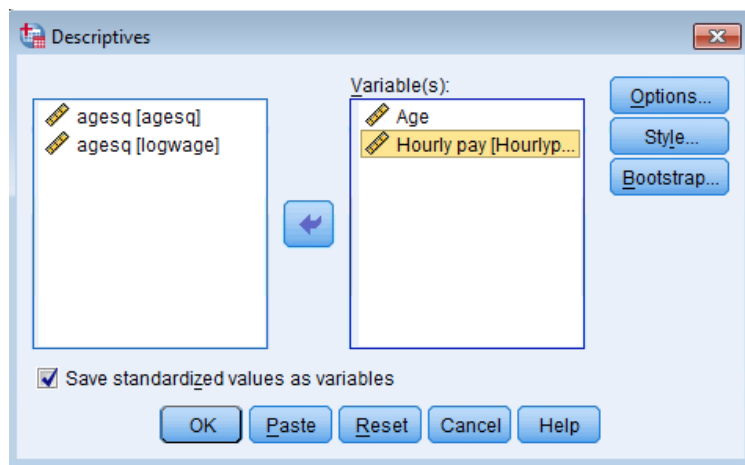 Descriptives
Variable(s):
agesq [agesq]
agesq [logwage]
Age
Hourly pay [Hourlyp...
Options...
Style...
Bootstrap...
Save standardized values as variables
OK Paste Reset Cancel Help